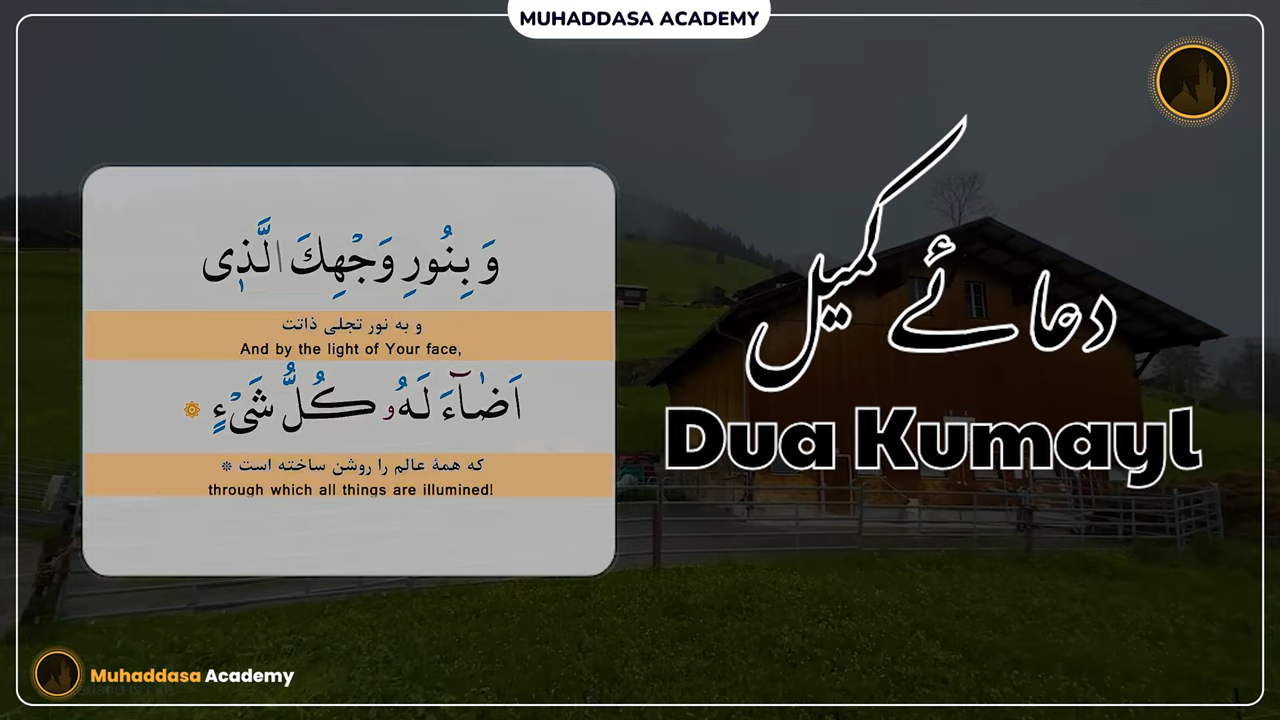 MUHADDASA ACADEMY
وَ بِنُورِ وَجْهِكَ الَّذٖى
و به نور تجلی ذاتت
And by the light of Your face,
اَضٰٓاءَ لَهُو كُلُّ شَىْءٍ ۞
که همهٔ عالم را روشن ساخته است *
through which all things are illumined!
دعائے کمیل
Dua Kumayl
Muhaddasa Academy